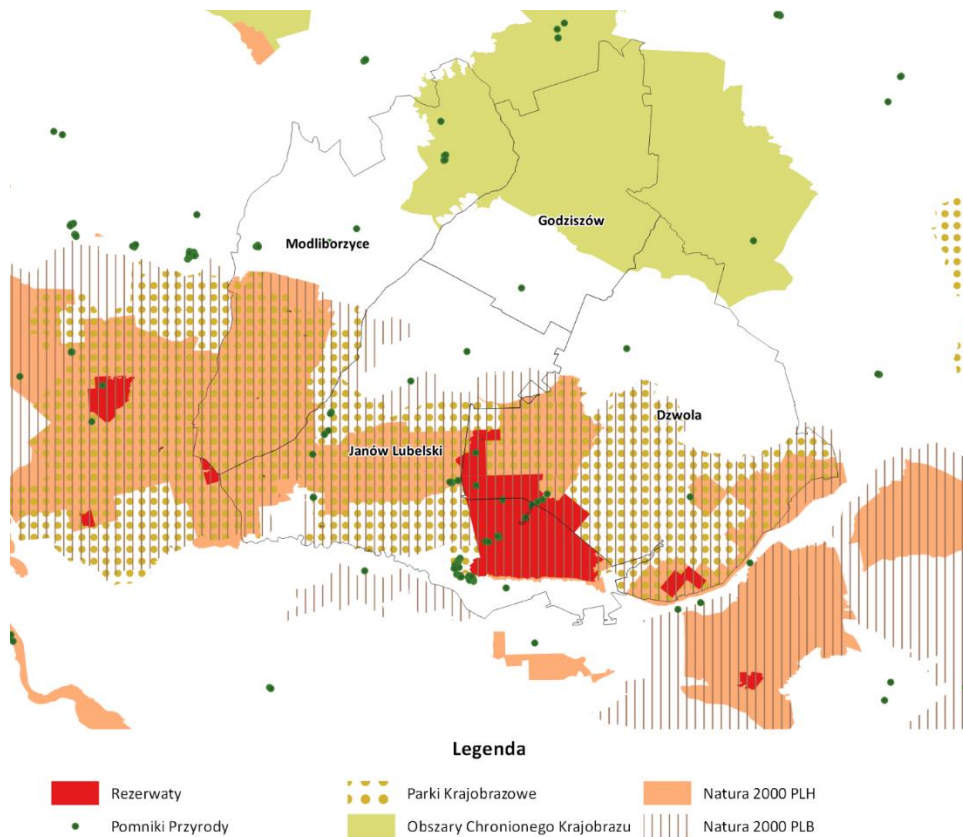 Godziszów
Modliborzyce
Dzwola
Janów Lubelski
Legenda
Rezerwaty
Parki Krajobrazowe
Natura 2000 PLH
Pomniki Przyrody
Obszary Chronionego Krajobrazu
Natura 2000 PLB